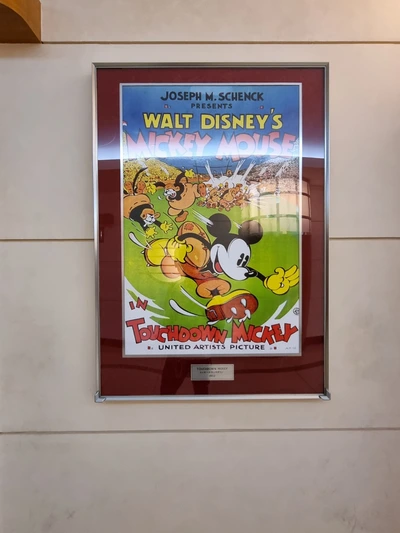 JOSEPH M. SCHENCK
PRESENTS
WALT DISNEY'S
MICKEY MOUSE
IN
TOUCHDOWN MICKEY
UNITED ARTISTS PICTURE